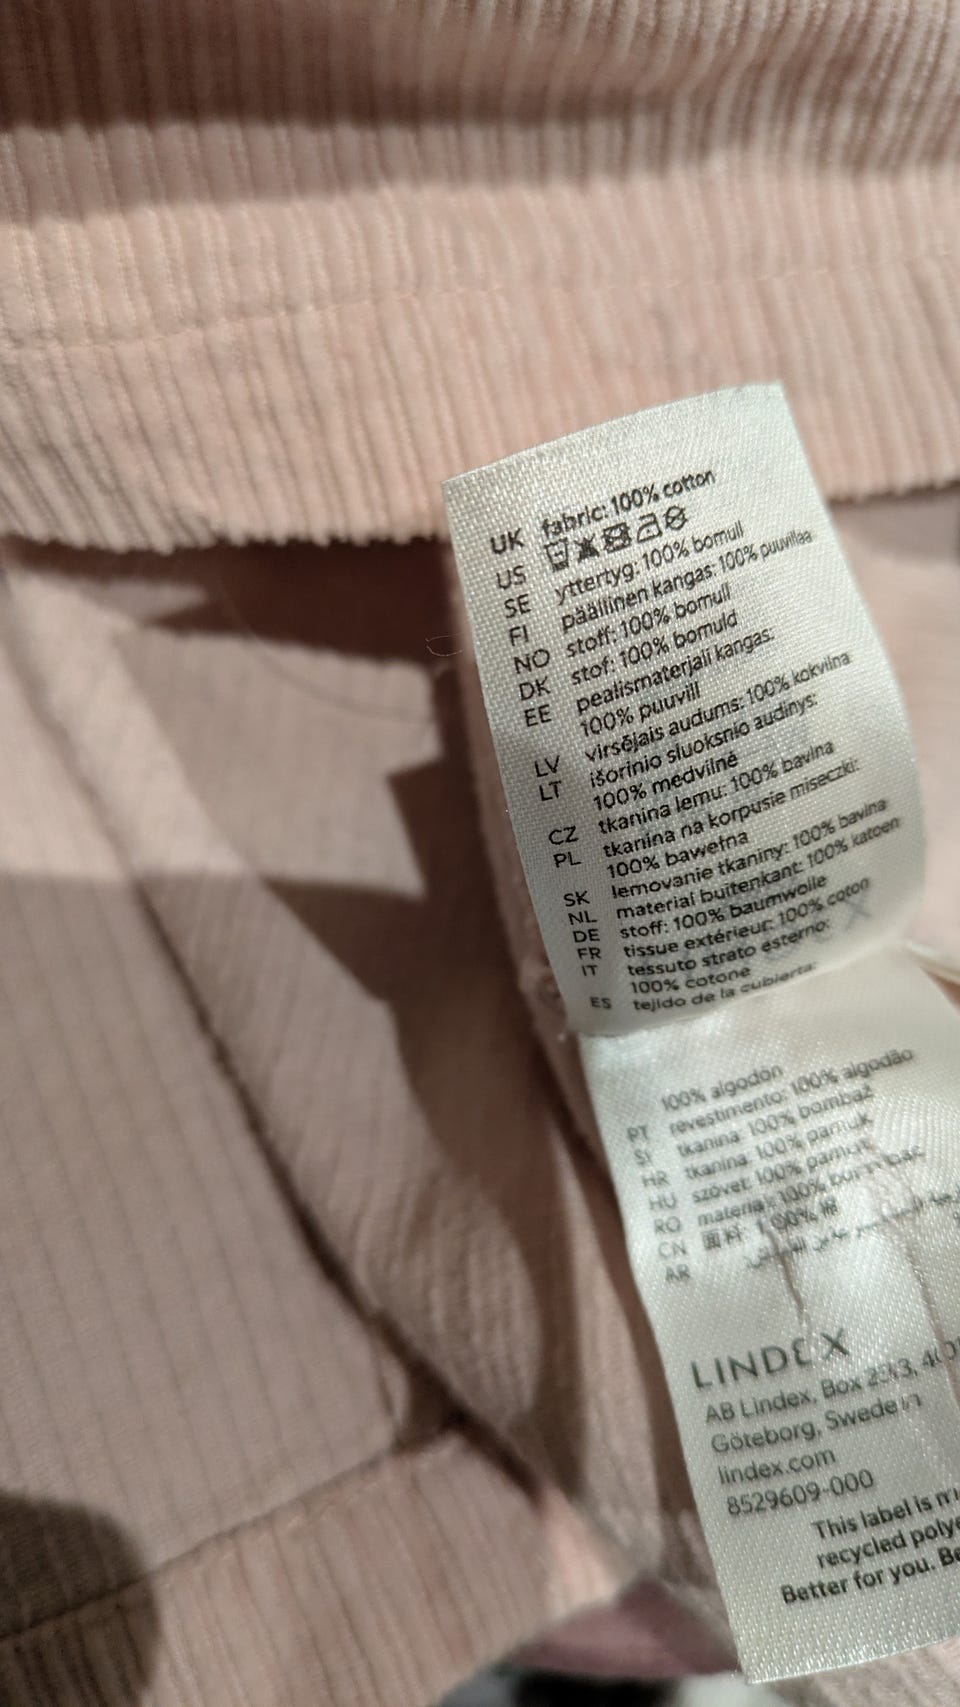 UK fabric: 100% cotton
US
SE yttertyg: 100% bomull
FI päällinen kangas: 100% puuvillaa
NO stoff: 100% bomull
DK stof: 100% bomuld
EE pealismaterjali kangas:
100% puuvill
LV virsējais audums: 100% kokvilna
LT išorinio sluoksnio audinys:
100% medvilnė
CZ tkanina lemu: 100% bavlna
PL tkanina na korpusie miseczki:
100% bawełna
SK lemovanie tkaniny: 100% bavlna
NL material buitenkant: 100% katoen
DE stoff: 100% baumwolle
FR tissue extérieur: 100% coton
IT tessuto strato esterno:
100% cotone
ES tejido de la cubierta:
100% algodón
PT revestimento: 100% algodão
SI tkanina: 100% bombaž
HR tkanina: 100% pamuk
HU szövet: 100% pamut
RO material: 100% bumbac
CN 面料: 100% 棉
AR
LINDEX
AB Lindex, Box
Göteborg, Sweden
lindex.com
8529609-000
This label is
recycled
Better for you.